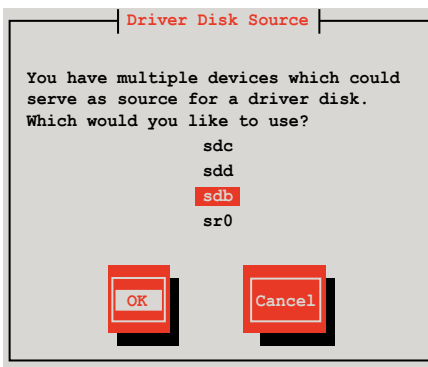 Driver Disk Source
You have multiple devices which could
serve as source for a driver disk.
Which would you like to use?
sdc
sdd
sdb
sr0
OK
Cancel